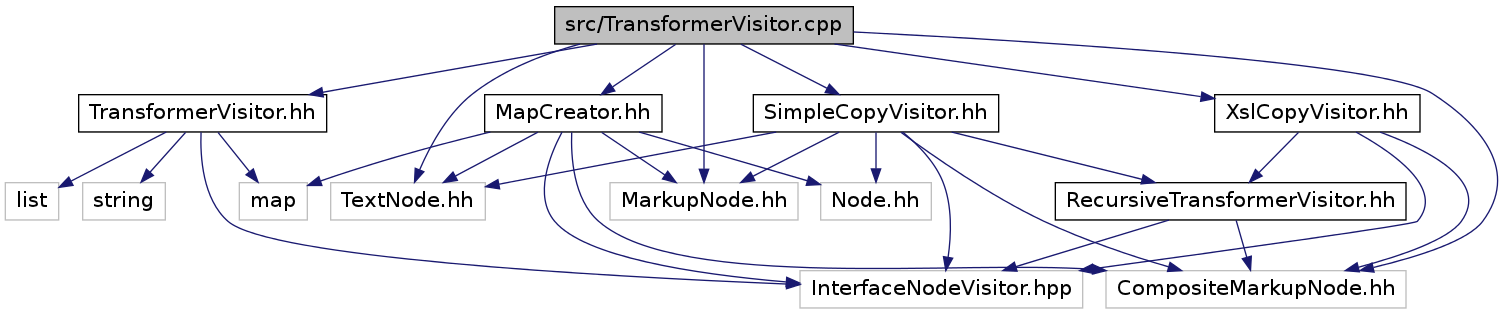 src/TransformerVisitor.cpp
TransformerVisitor.hh
MapCreator.hh
SimpleCopyVisitor.hh
XslCopyVisitor.hh
list
string
map
TextNode.hh
MarkupNode.hh
Node.hh
RecursiveTransformerVisitor.hh
InterfaceNodeVisitor.hpp
CompositeMarkupNode.hh